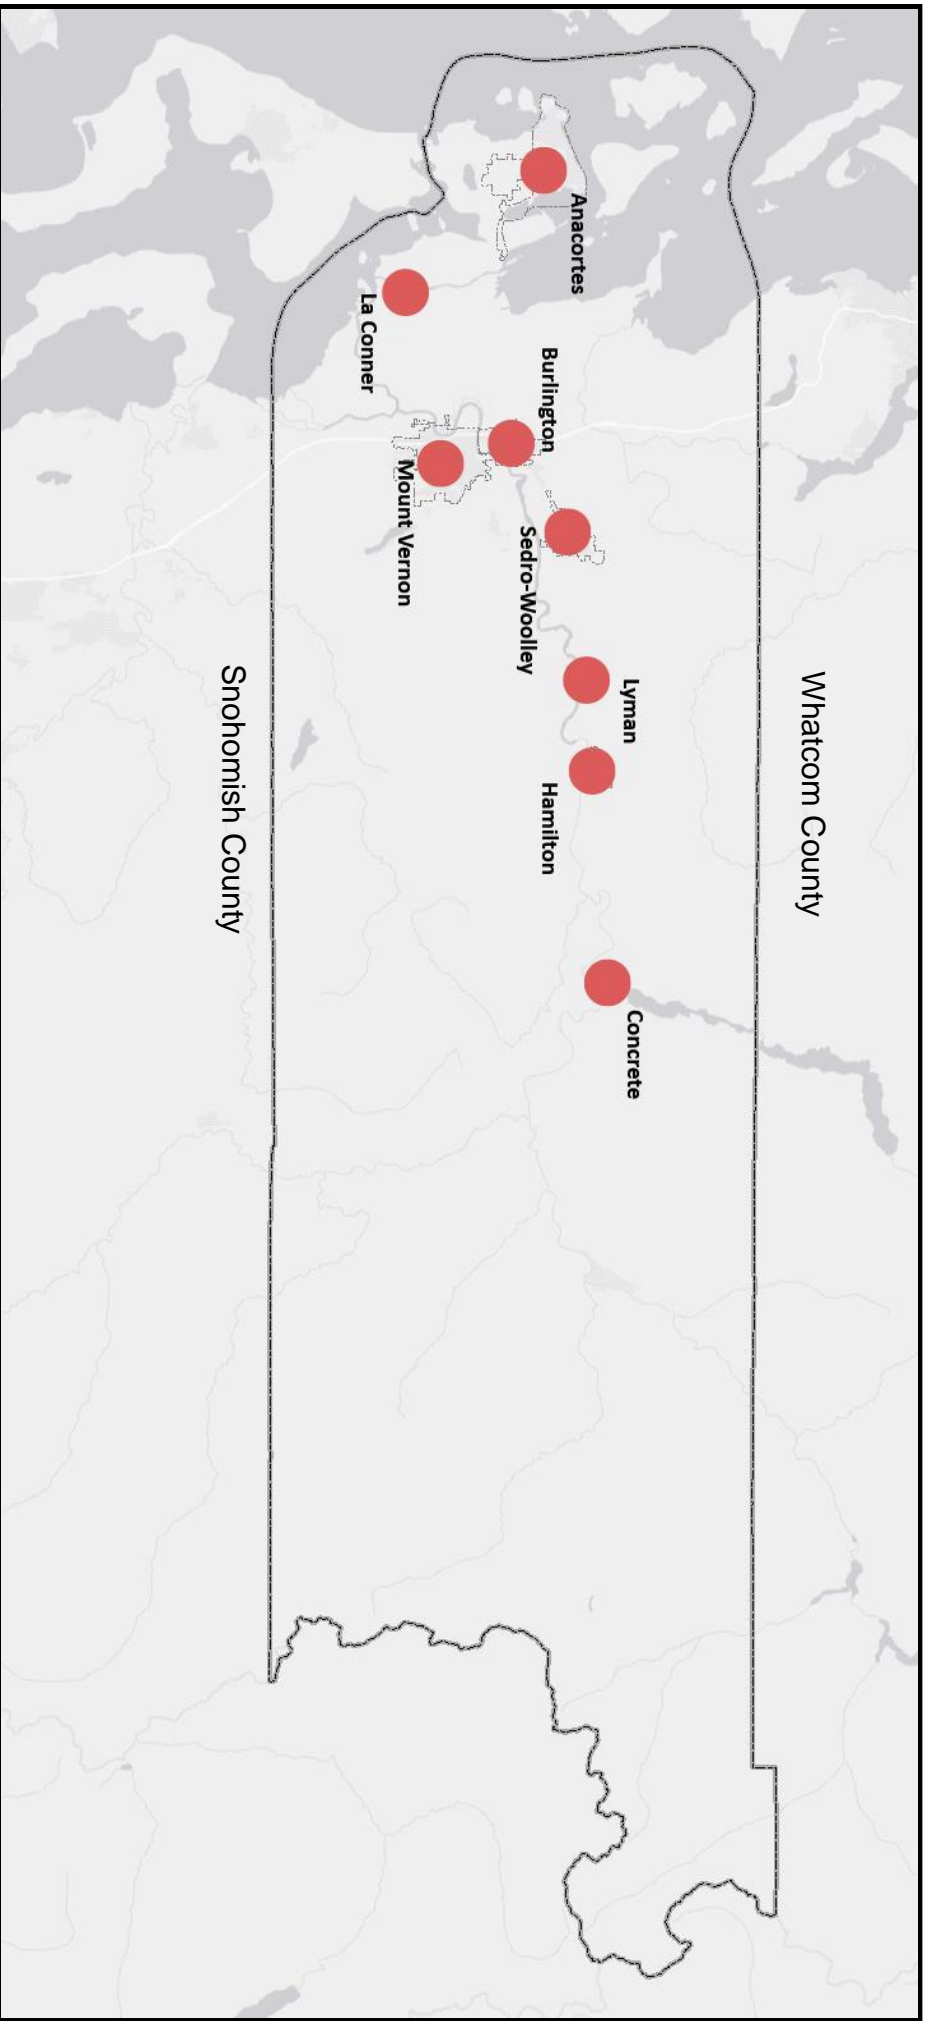 Whatcom County
Anacortes
La Conner
Burlington
Mount Vernon
Sedro-Woolley
Lyman
Hamilton
Concrete
Snohomish County